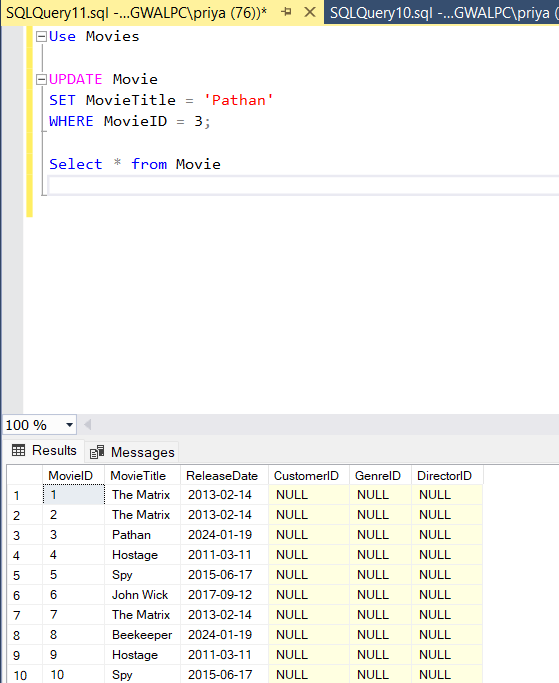 SQLQuery11.sql -...GWALPC\priya (76))* SQLQuery10.sql -...GWALPC\priya (
Use Movies
UPDATE Movie
SET MovieTitle = 'Pathan'
WHERE MovieID = 3;
Select * from Movie
100 %
Results Messages
MovieID MovieTitle ReleaseDate CustomerID GenreID DirectorID
1 1 The Matrix 2013-02-14 NULL NULL NULL
2 2 The Matrix 2013-02-14 NULL NULL NULL
3 3 Pathan 2024-01-19 NULL NULL NULL
4 4 Hostage 2011-03-11 NULL NULL NULL
5 5 Spy 2015-06-17 NULL NULL NULL
6 6 John Wick 2017-09-12 NULL NULL NULL
7 7 The Matrix 2013-02-14 NULL NULL NULL
8 8 Beekeeper 2024-01-19 NULL NULL NULL
9 9 Hostage 2011-03-11 NULL NULL NULL
10 10 Spy 2015-06-17 NULL NULL NULL